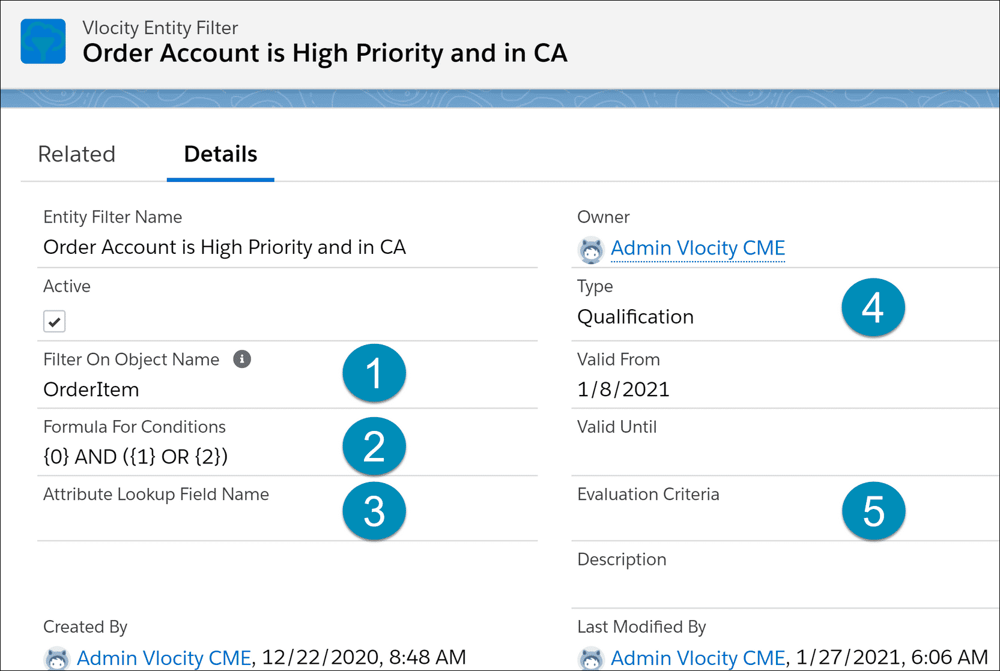 Vlocity Entity Filter
Order Account is High Priority and in CA
Related Details
Entity Filter Name
Order Account is High Priority and in CA
Owner
Admin Vlocity CME
Active
Type
Qualification
4
Filter On Object Name
OrderItem
1
Valid From
1/8/2021
Formula For Conditions
{0} AND ({1} OR {2})
2
Valid Until
Attribute Lookup Field Name
3
Evaluation Criteria
5
Description
Created By
Admin Vlocity CME, 12/22/2020, 8:48 AM
Last Modified By
Admin Vlocity CME, 1/27/2021, 6:06 AM